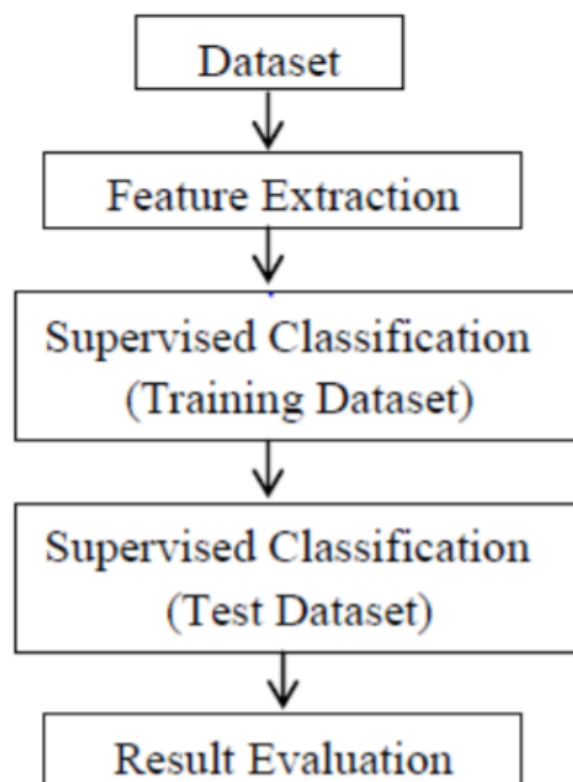 Dataset
Feature Extraction
Supervised Classification
(Training Dataset)
Supervised Classification
(Test Dataset)
Result Evaluation